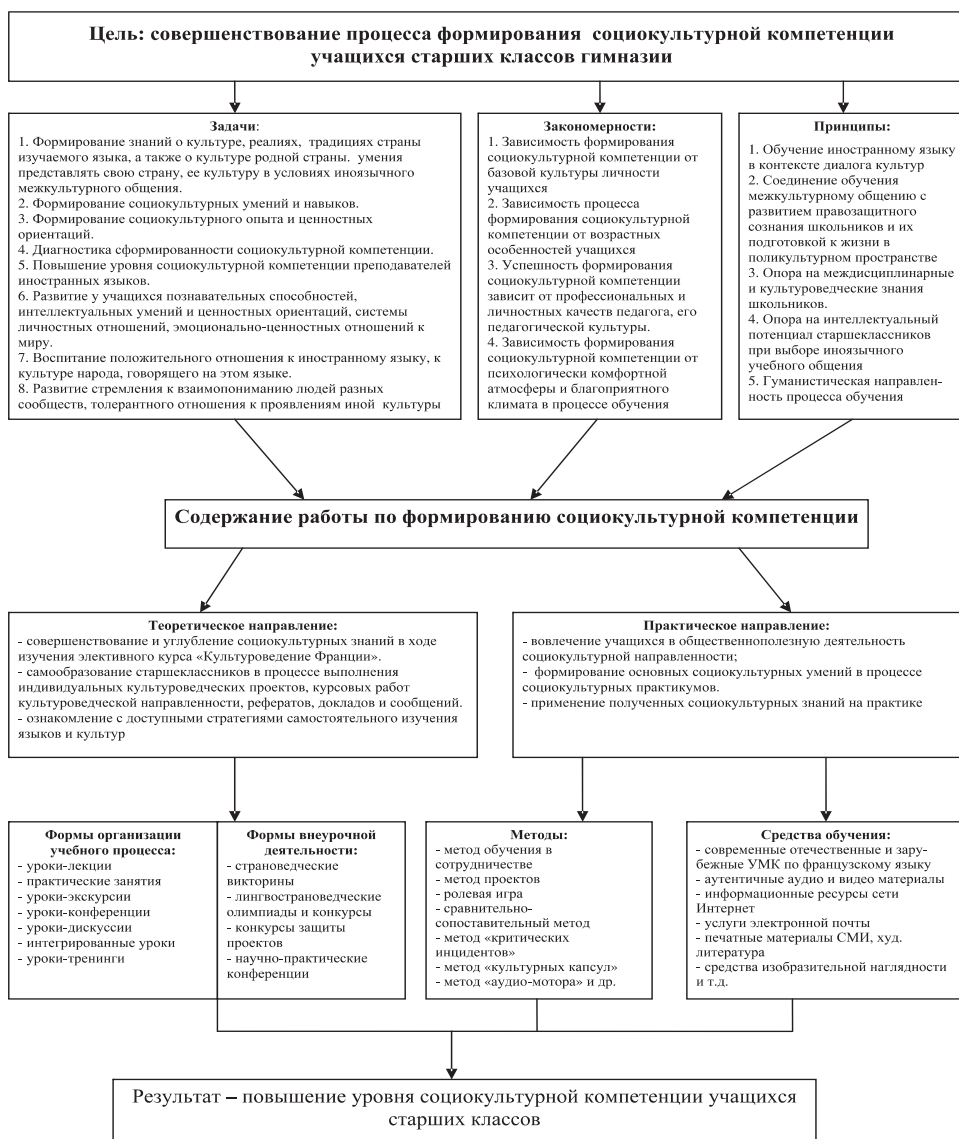 Цель: совершенствование процесса формирования социокультурной компетенции
учащихся старших классов гимназии
Задачи:
1. Формирование знаний о культуре, реалиях, традициях страны
изучаемого языка, а также о культуре родной страны. умения
представлять свою страну, ее культуру в условиях иноязычного
межкультурного общения.
2. Формирование социокультурных умений и навыков.
3. Формирование социокультурного опыта и ценностных
ориентаций.
4. Диагностика сформированности социокультурной компетенции.
5. Повышение уровня социокультурной компетенции преподавателей
иностранных языков.
6. Развитие у учащихся познавательных способностей,
интеллектуальных умений и ценностных ориентаций, системы
личностных отношений, эмоционально-ценностных отношений к
миру.
7. Воспитание положительного отношения к иностранному языку, к
культуре народа, говорящего на этом языке.
8. Развитие стремления к взаимопониманию людей разных
сообществ, толерантного отношения к проявлениям иной культуры
Закономерности:
1. Зависимость формирования
социокультурной компетенции от
базовой культуры личности
учащихся
2. Зависимость процесса
формирования социокультурной
компетенции от возрастных
особенностей учащихся
3. Успешность формирования
социокультурной компетенции
зависит от профессиональных и
личностных качеств педагога, его
педагогической культуры.
4. Зависимость формирования
социокультурной компетенции от
психологически комфортной
атмосферы и благоприятного
климата в процессе обучения
Принципы:
1. Обучение иностранному языку
в контексте диалога культур
2. Соединение обучения
межкультурному общению с
развитием правозащитного
сознания школьников и их
подготовкой к жизни в
поликультурном пространстве
3. Опора на междисциплинарные
и культуроведческие знания
школьников.
4. Опора на интеллектуальный
потенциал старшеклассников
при выборе иноязычного
учебного общения
5. Гуманистическая направлен-
ность процесса обучения
Содержание работы по формированию социокультурной компетенции
Теоретическое направление:
- совершенствование и углубление социокультурных знаний в ходе
изучения элективного курса «Культуроведение Франции».
- самообразование старшеклассников в процессе выполнения
индивидуальных культуроведческих проектов, курсовых работ
культуроведческой направленности, рефератов, докладов и сообщений.
- ознакомление с доступными стратегиями самостоятельного изучения
языков и культур
Практическое направление:
- вовлечение учащихся в общественнополезную деятельность
социокультурной направленности;
- формирование основных социокультурных умений в процессе
социокультурных практикумов.
- применение полученных социокультурных знаний на практике
Формы организации
учебного процесса:
- уроки-лекции
- практические занятия
- уроки-экскурсии
- уроки-конференции
- уроки-дискуссии
- интегрированные уроки
- уроки-тренинги
Формы внеурочной
деятельности:
- страноведческие
викторины
- лингвострановедческие
олимпиады и конкурсы
- конкурсы защиты
проектов
- научно-практические
конференции
Методы:
- метод обучения в
сотрудничестве
- метод проектов
- ролевая игра
- сравнительно-
сопоставительный метод
- метод «критических
инцидентов»
- метод «культурных капсул»
- метод «аудио-мотора» и др.
Средства обучения:
- современные отечественные и зару-
бежные УМК по французскому языку
- аутентичные аудио и видео материалы
- информационные ресурсы сети
Интернет
- услуги электронной почты
- печатные материалы СМИ, худ.
литература
- средства изобразительной наглядности
и т.д.
Результат – повышение уровня социокультурной компетенции учащихся
старших классов